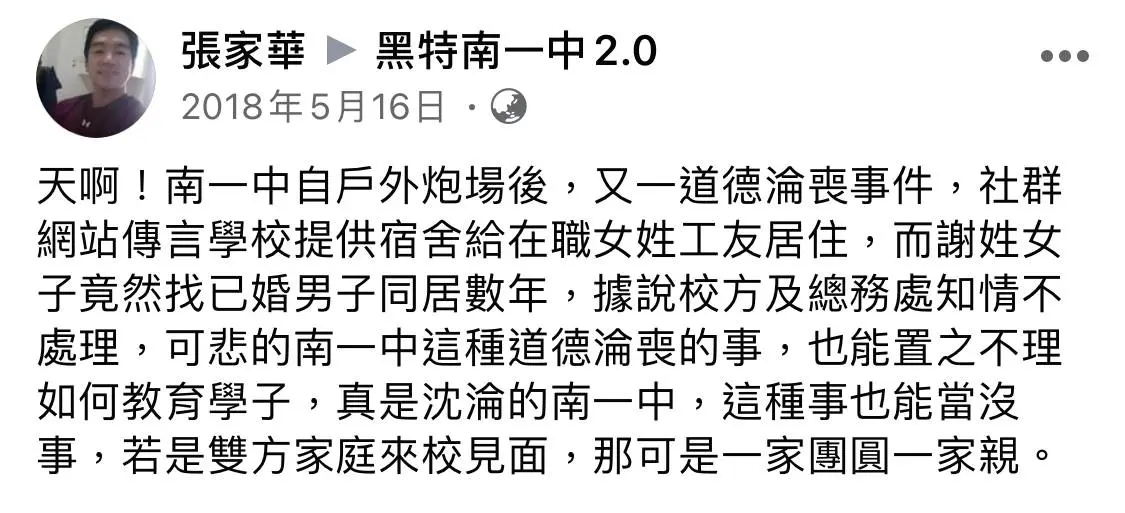 張家華 ▶ 黑特南一中2.0
2018年5月16日 ·
天啊！南一中自戶外炮場後，又一道德淪喪事件，社群
網站傳言學校提供宿舍給在職女姓工友居住，而謝姓女
子竟然找已婚男子同居數年，據說校方及總務處知情不
處理，可悲的南一中這種道德淪喪的事，也能置之不理
如何教育學子，真是沈淪的南一中，這種事也能當沒
事，若是雙方家庭來校見面，那可是一家團圓一家親。